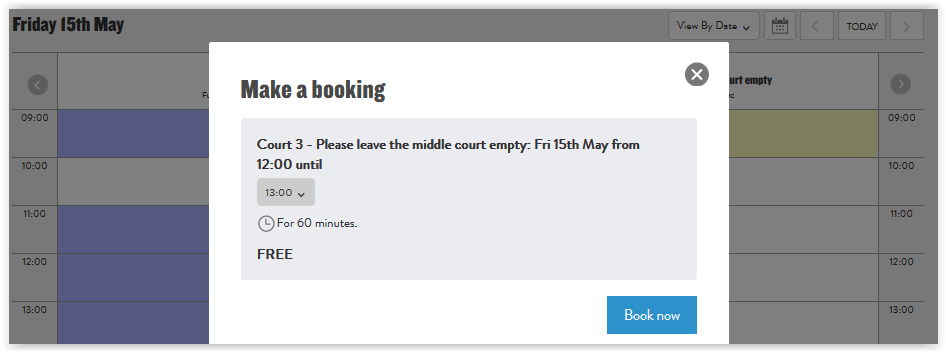 Friday 15th May
View By Date
TODAY
Make a booking
Court 3 - Please leave the middle court empty: Fri 15th May from
12:00 until
13:00
For 60 minutes.
FREE
Book now
Fu
urt empty
ic
09:00
10:00
11:00
12:00
13:00
09:00
10:00
11:00
12:00
13:00